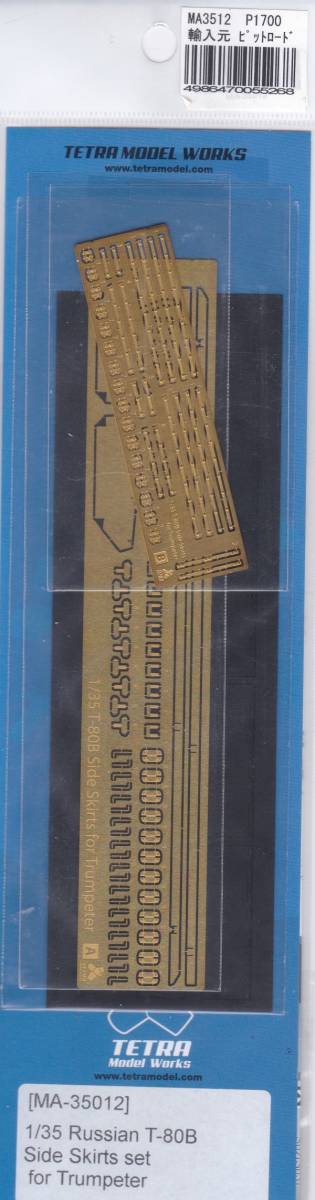 MA3512 P1700
輸入元 ﾋﾟｯﾄﾛｰﾄﾞ
4986470055268
TETRA MODEL WORKS
www.tetramodel.com
B
1/35 T-80B Side Skirts for Trumpeter
A
TETRA
Model Works
www.tetramodel.com
[MA-35012]
1/35 Russian T-80B
Side Skirts set
for Trumpeter